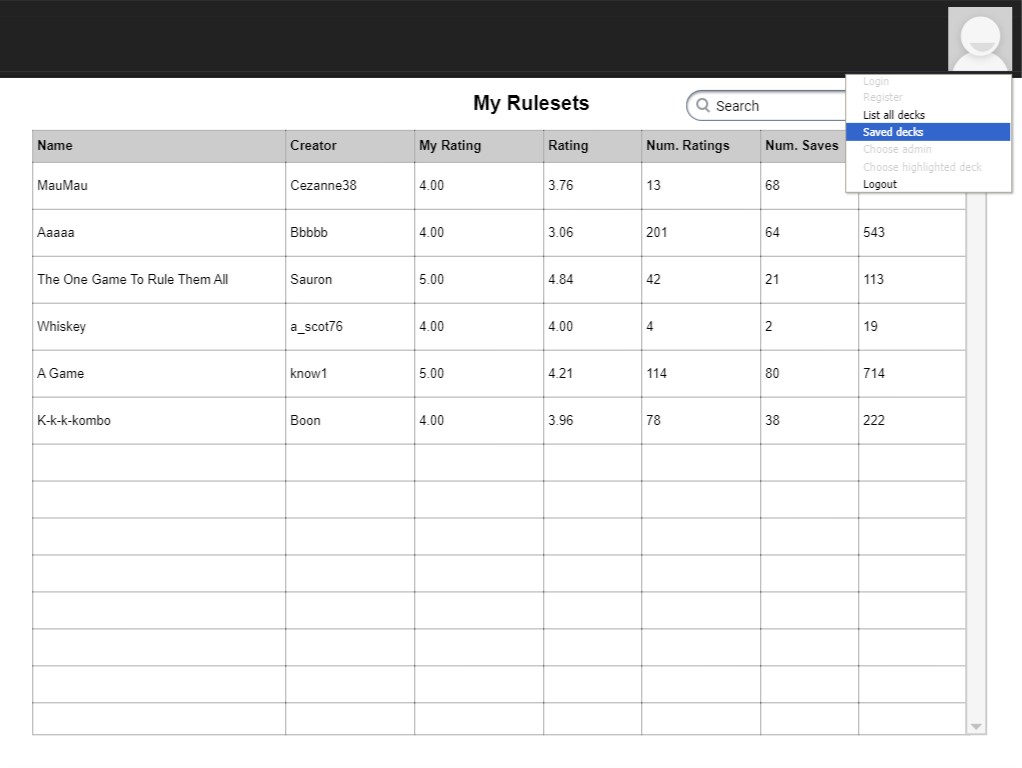 Login
Register
List all decks
Saved decks
Choose admin
Choose highlighted deck
Logout
My Rulesets
Search
Name Creator My Rating Rating Num. Ratings Num. Saves
MauMau Cezanne38 4.00 3.76 13 68
Aaaaa Bbbbb 4.00 3.06 201 64 543
The One Game To Rule Them All Sauron 5.00 4.84 42 21 113
Whiskey a_scot76 4.00 4.00 4 2 19
A Game know1 5.00 4.21 114 80 714
K-k-k-kombo Boon 4.00 3.96 78 38 222